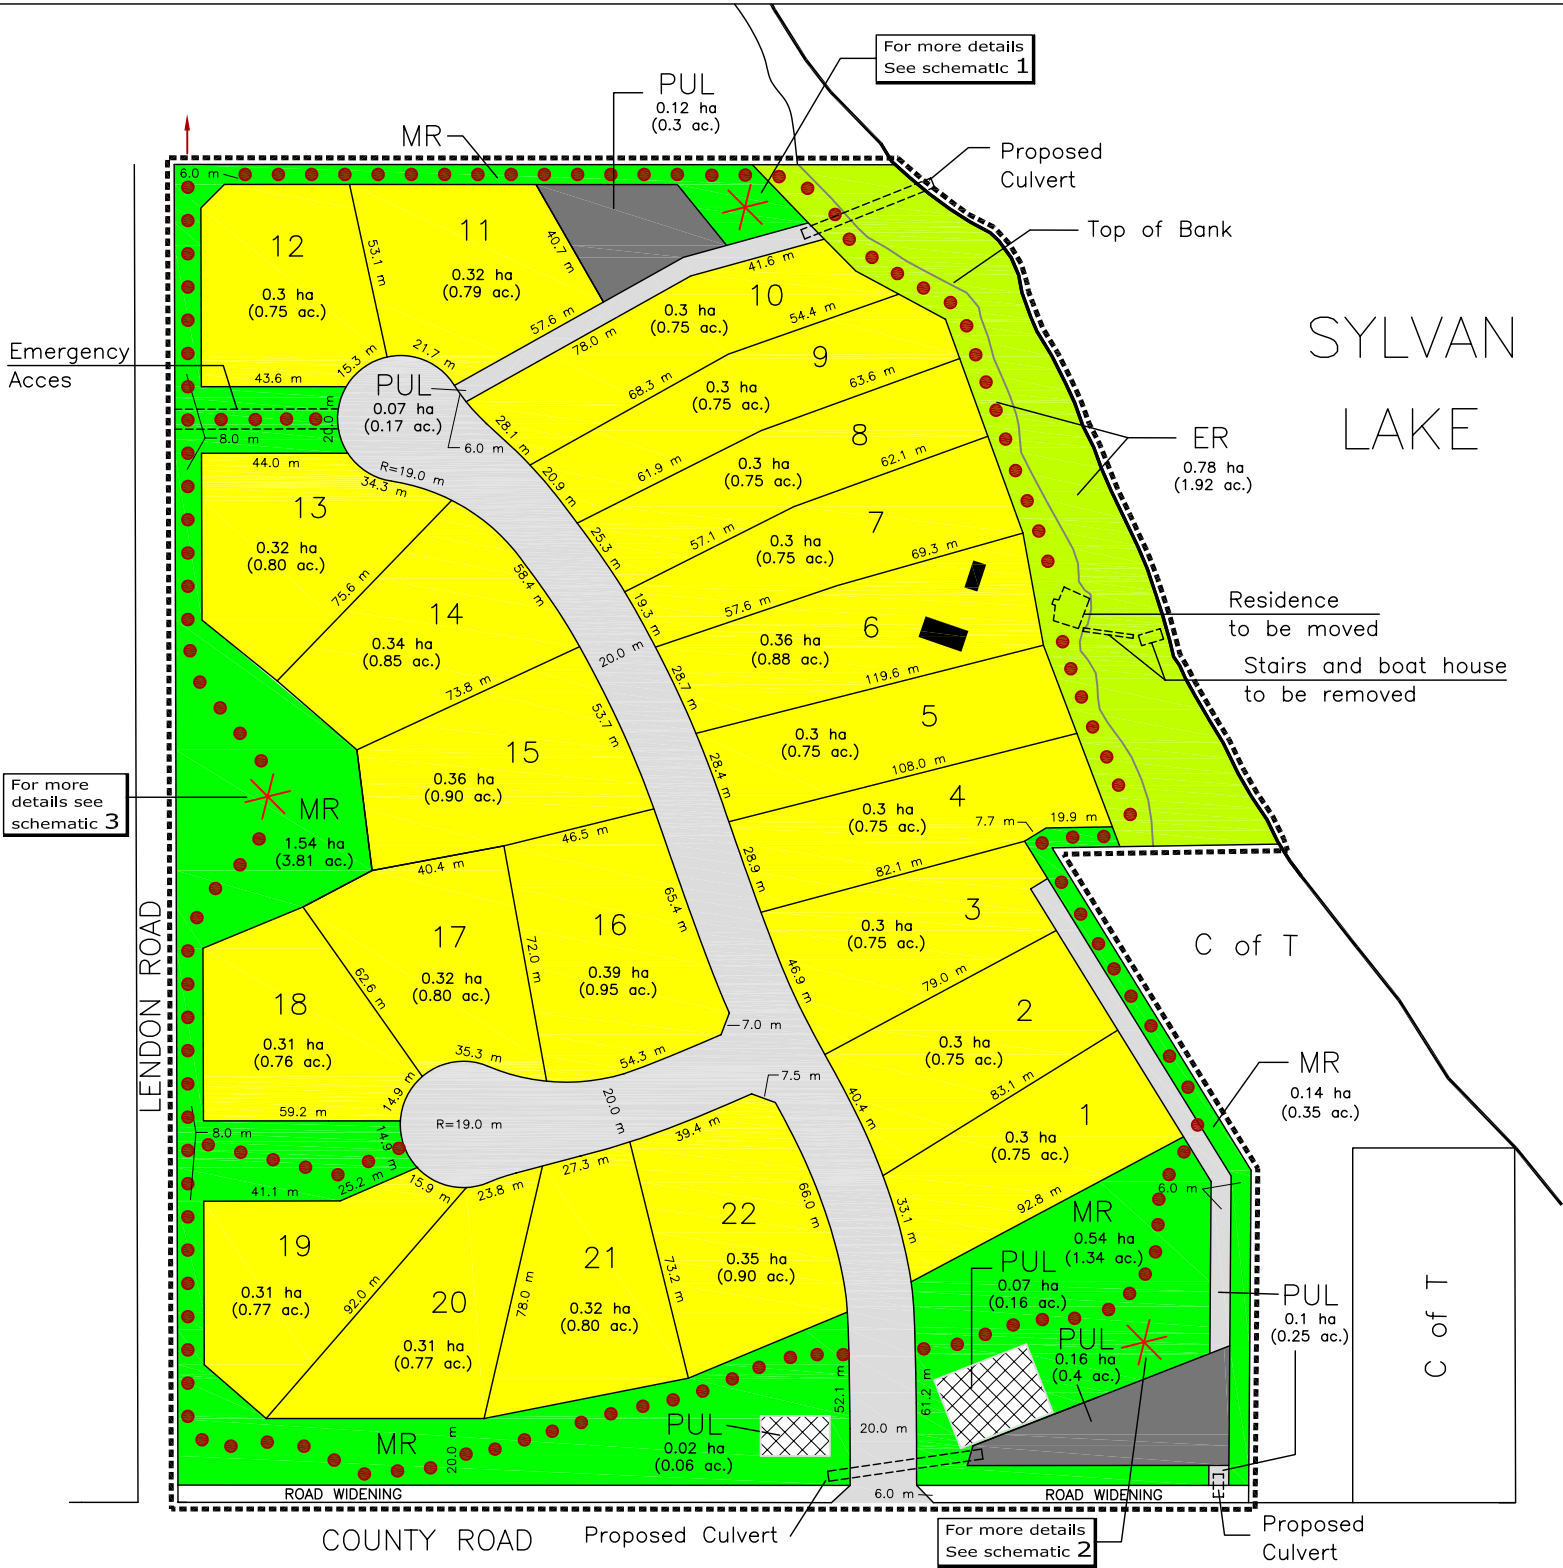 For more details
See schematic 1
PUL
0.12 ha
(0.3 ac.)
MR
6.0 m
Proposed
Culvert
Top of Bank
SYLVAN
LAKE
12
0.3 ha
(0.75 ac.)
53.1 m
11
0.32 ha
(0.79 ac.)
40.7 m
57.6 m
41.6 m
10
0.3 ha
(0.75 ac.)
78.0 m
54.4 m
Emergency
Acces
43.6 m
15.3 m
21.7 m
PUL
0.07 ha
(0.17 ac.)
20.0 m
8.0 m
6.0 m
R=19.0 m
44.0 m
34.3 m
9
0.3 ha
(0.75 ac.)
68.3 m
63.6 m
28.1 m
8
0.3 ha
(0.75 ac.)
61.9 m
62.1 m
20.9 m
ER
0.78 ha
(1.92 ac.)
13
0.32 ha
(0.80 ac.)
75.6 m
7
0.3 ha
(0.75 ac.)
57.1 m
69.3 m
25.3 m
58.4 m
14
0.34 ha
(0.85 ac.)
73.8 m
19.3 m
57.6 m
6
0.36 ha
(0.88 ac.)
20.0 m
28.7 m
119.6 m
Residence
to be moved
Stairs and boat house
to be removed
15
0.36 ha
(0.90 ac.)
53.7 m
5
0.3 ha
(0.75 ac.)
28.4 m
108.0 m
For more
details see
schematic 3
MR
1.54 ha
(3.81 ac.)
46.5 m
40.4 m
4
0.3 ha
(0.75 ac.)
28.9 m
82.1 m
7.7 m
19.9 m
LENDON ROAD
17
0.32 ha
(0.80 ac.)
62.6 m
72.0 m
16
0.39 ha
(0.95 ac.)
65.4 m
3
0.3 ha
(0.75 ac.)
46.9 m
79.0 m
C of T
18
0.31 ha
(0.76 ac.)
59.2 m
14.9 m
35.3 m
54.3 m
7.0 m
7.5 m
2
0.3 ha
(0.75 ac.)
83.1 m
40.4 m
MR
0.14 ha
(0.35 ac.)
8.0 m
R=19.0 m
20.0 m
14.9 m
39.4 m
27.3 m
1
0.3 ha
(0.75 ac.)
92.8 m
33.1 m
41.1 m
25.2 m
15.9 m
23.8 m
6.0 m
19
0.31 ha
(0.77 ac.)
92.0 m
20
0.31 ha
(0.77 ac.)
78.0 m
21
0.32 ha
(0.80 ac.)
73.2 m
22
0.35 ha
(0.90 ac.)
66.0 m
MR
0.54 ha
(1.34 ac.)
PUL
0.07 ha
(0.16 ac.)
PUL
0.16 ha
(0.4 ac.)
PUL
0.1 ha
(0.25 ac.)
C of T
52.1 m
61.2 m
20.0 m
MR
20.0 m
PUL
0.02 ha
(0.06 ac.)
ROAD WIDENING
6.0 m
ROAD WIDENING
COUNTY ROAD
Proposed Culvert
For more details
See schematic 2
Proposed
Culvert